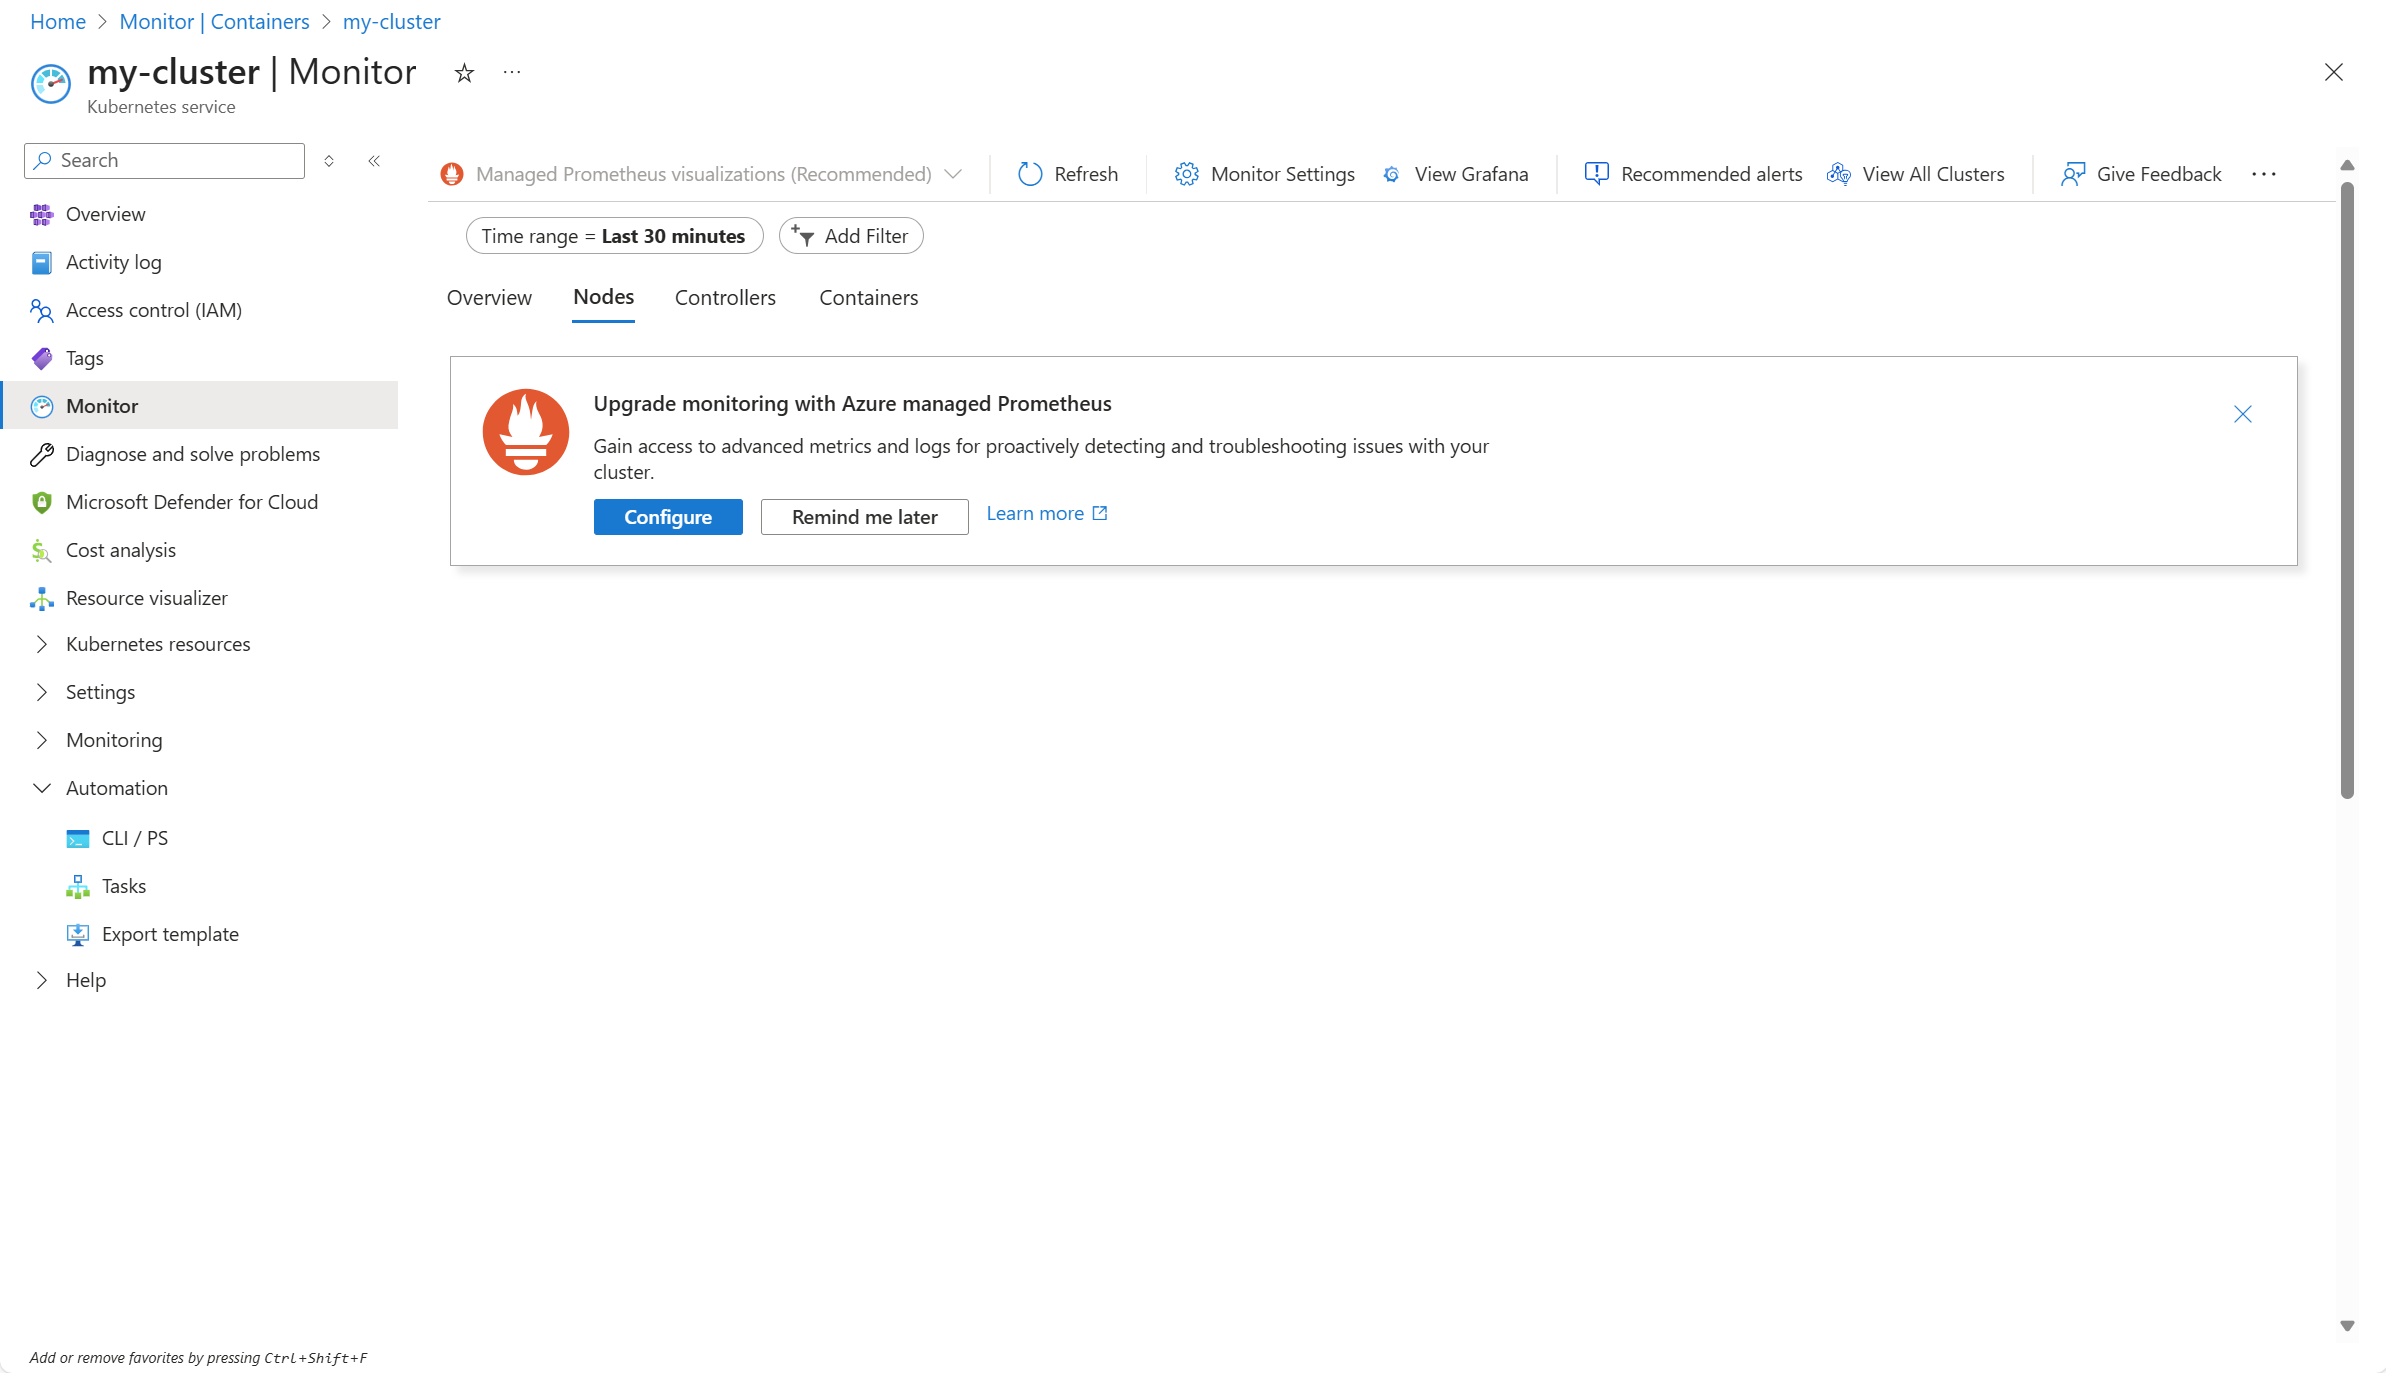 Home > Monitor | Containers > my-cluster
my-cluster | Monitor
Kubernetes service
Search
Overview
Activity log
Access control (IAM)
Tags
Monitor
Diagnose and solve problems
Microsoft Defender for Cloud
Cost analysis
Resource visualizer
Kubernetes resources
Settings
Monitoring
Automation
CLI / PS
Tasks
Export template
Help
Add or remove favorites by pressing Ctrl+Shift+F
Managed Prometheus visualizations (Recommended) Refresh Monitor Settings View Grafana Recommended alerts View All Clusters Give Feedback
Time range = Last 30 minutes Add Filter
Overview Nodes Controllers Containers
Upgrade monitoring with Azure managed Prometheus
Gain access to advanced metrics and logs for proactively detecting and troubleshooting issues with your
cluster.
Configure Remind me later Learn more